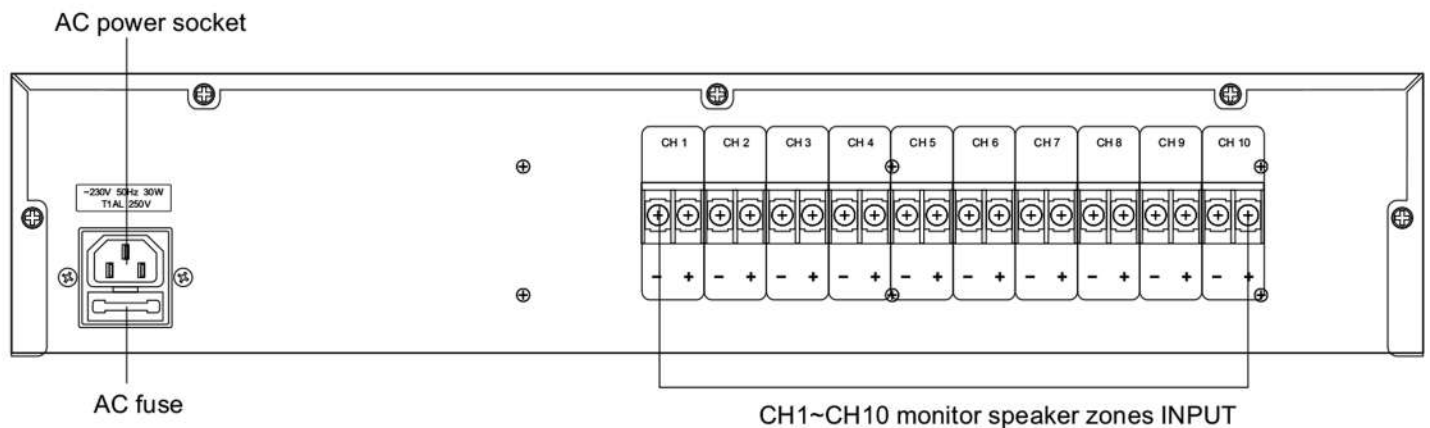 AC power socket
CH 1 CH 2 CH 3 CH 4 CH 5 CH 6 CH 7 CH 8 CH 9 CH 10
~230V 50Hz 30W
T1AL 250V
- + - + - + - + - + - + - + - + - + - +
AC fuse
CH1~CH10 monitor speaker zones INPUT